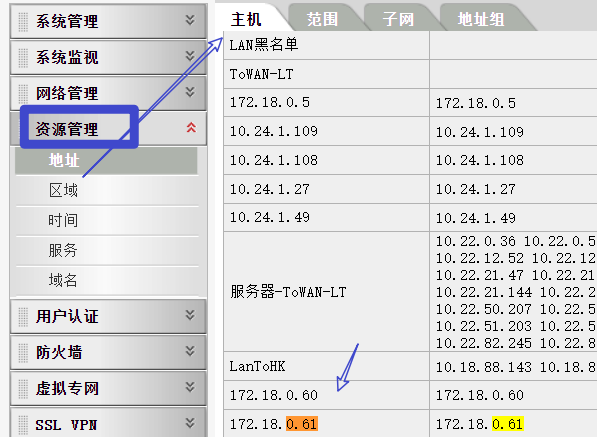 系统管理
系统监视
网络管理
资源管理
地址
区域
时间
服务
域名
用户认证
防火墙
虚拟专网
SSL VPN
主机 范围 子网 地址组
LAN黑名单
ToWAN-LT
172.18.0.5 172.18.0.5
10.24.1.109 10.24.1.109
10.24.1.108 10.24.1.108
10.24.1.27 10.24.1.27
10.24.1.49 10.24.1.49
服务器-ToWAN-LT
10.22.0.36 10.22.0.5
10.22.12.52 10.22.12
10.22.21.47 10.22.21
10.22.21.144 10.22.2
10.22.50.207 10.22.5
10.22.51.203 10.22.5
10.22.82.245 10.22.8
LanToHK 10.18.88.143 10.18.8
172.18.0.60 172.18.0.60
172.18.0.61 172.18.0.61